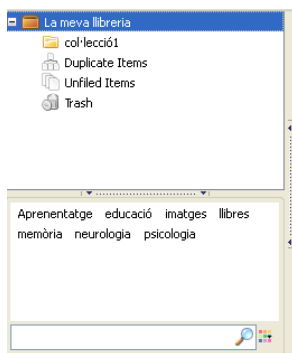 La meva llibreria
col·lecció1
Duplicate Items
Unfiled Items
Trash
Aprenentatge educació imatges llibres
memòria neurologia psicologia